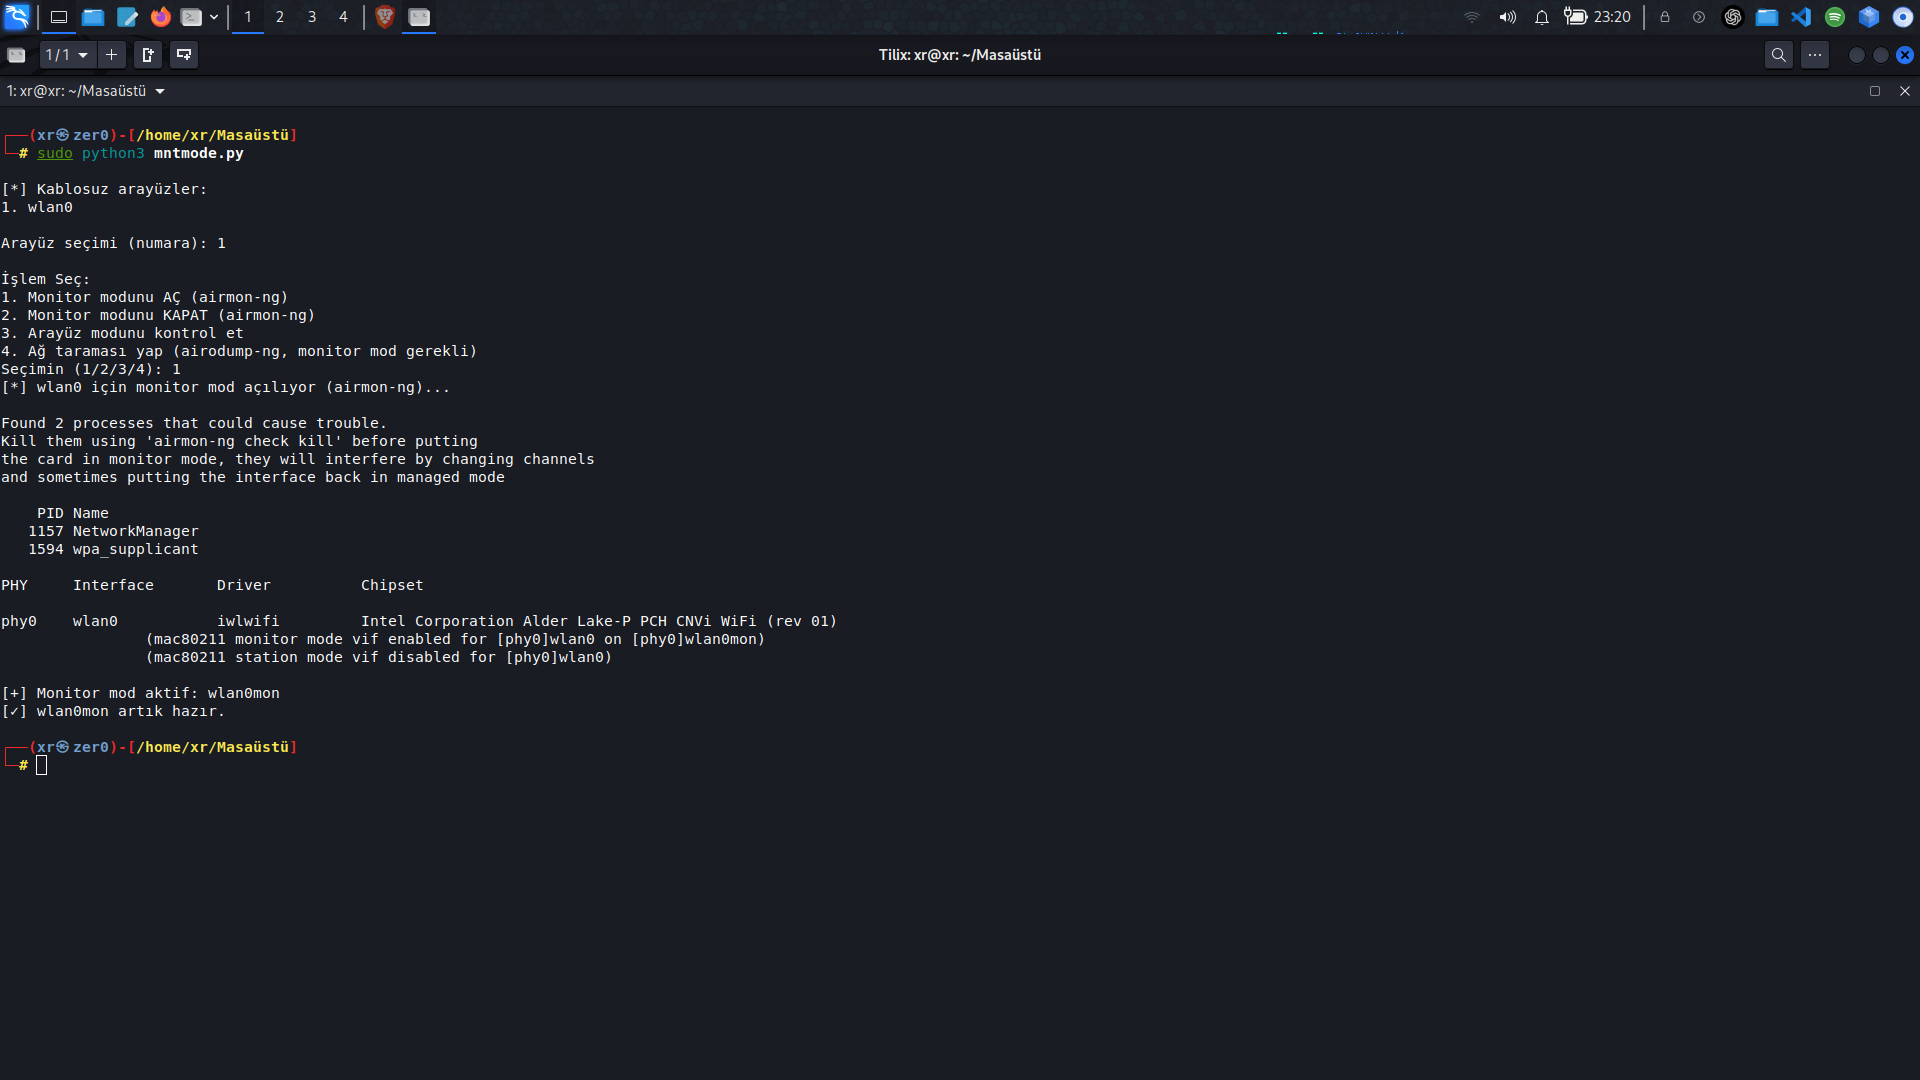 1 2 3 4 23:20
1/1 Tilix: xr@xr: ~/Masaüstü
1: xr@xr: ~/Masaüstü
(xr㉿zer0)-[/home/xr/Masaüstü]
# sudo python3 mntmode.py
[*] Kablosuz arayüzler:
1. wlan0
Arayüz seçimi (numara): 1
İşlem Seç:
1. Monitor modunu AÇ (airmon-ng)
2. Monitor modunu KAPAT (airmon-ng)
3. Arayüz modunu kontrol et
4. Ağ taraması yap (airodump-ng, monitor mod gerekli)
Seçimin (1/2/3/4): 1
[*] wlan0 için monitor mod açılıyor (airmon-ng)...
Found 2 processes that could cause trouble.
Kill them using 'airmon-ng check kill' before putting
the card in monitor mode, they will interfere by changing channels
and sometimes putting the interface back in managed mode
PID Name
1157 NetworkManager
1594 wpa_supplicant
PHY Interface Driver Chipset
phy0 wlan0 iwlwifi Intel Corporation Alder Lake-P PCH CNVi WiFi (rev 01)
(mac80211 monitor mode vif enabled for [phy0]wlan0 on [phy0]wlan0mon)
(mac80211 station mode vif disabled for [phy0]wlan0)
[+] Monitor mod aktif: wlan0mon
[✓] wlan0mon artık hazır.
(xr㉿zer0)-[/home/xr/Masaüstü]
#